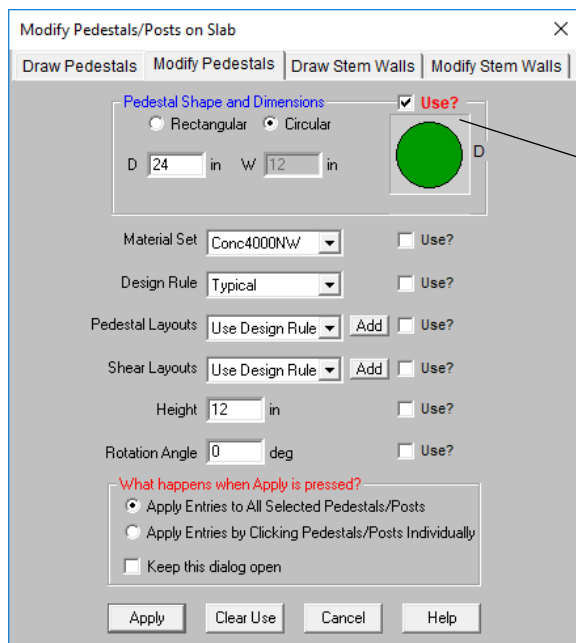 Modify Pedestals/Posts on Slab
Draw Pedestals Modify Pedestals Draw Stem Walls Modify Stem Walls
Pedestal Shape and Dimensions Use?
Rectangular Circular
D 24 in W 12 in D
Material Set Conc4000NW Use?
Design Rule Typical Use?
Pedestal Layouts Use Design Rule Add Use?
Shear Layouts Use Design Rule Add Use?
Height 12 in Use?
Rotation Angle 0 deg Use?
What happens when Apply is pressed?
Apply Entries to All Selected Pedestals/Posts
Apply Entries by Clicking Pedestals/Posts Individually
Keep this dialog open
Apply Clear Use Cancel Help